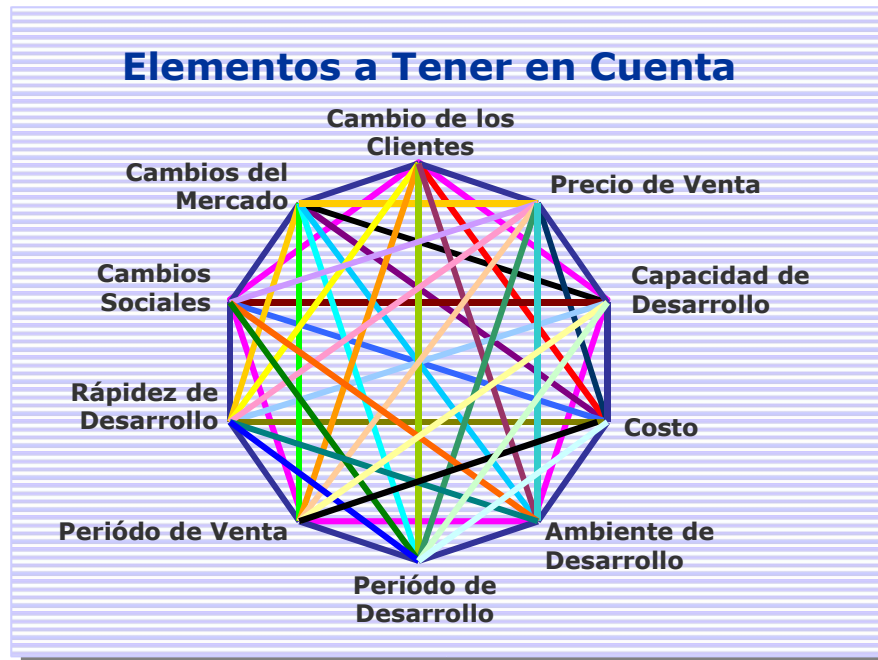 Elementos a Tener en Cuenta
Cambio de los
Clientes
Cambios del
Mercado
Precio de Venta
Cambios
Sociales
Capacidad de
Desarrollo
Rápidez de
Desarrollo
Costo
Periódo de Venta
Ambiente de
Desarrollo
Periódo de
Desarrollo